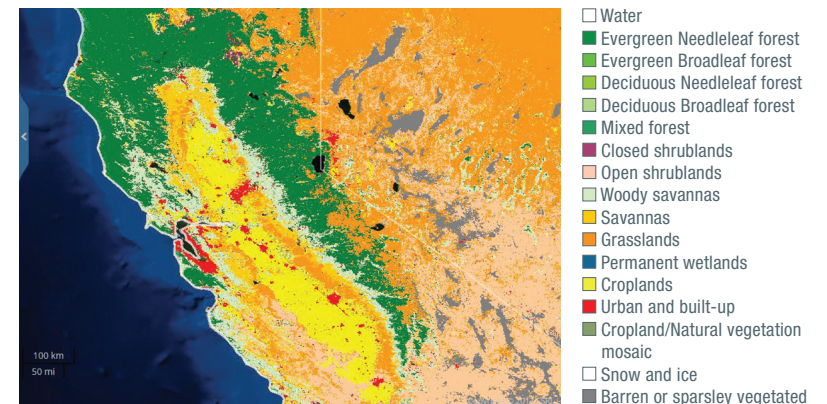 100 km
50 mi
Water
Evergreen Needleleaf forest
Evergreen Broadleaf forest
Deciduous Needleleaf forest
Deciduous Broadleaf forest
Mixed forest
Closed shrublands
Open shrublands
Woody savannas
Savannas
Grasslands
Permanent wetlands
Croplands
Urban and built-up
Cropland/Natural vegetation
mosaic
Snow and ice
Barren or sparsley vegetated